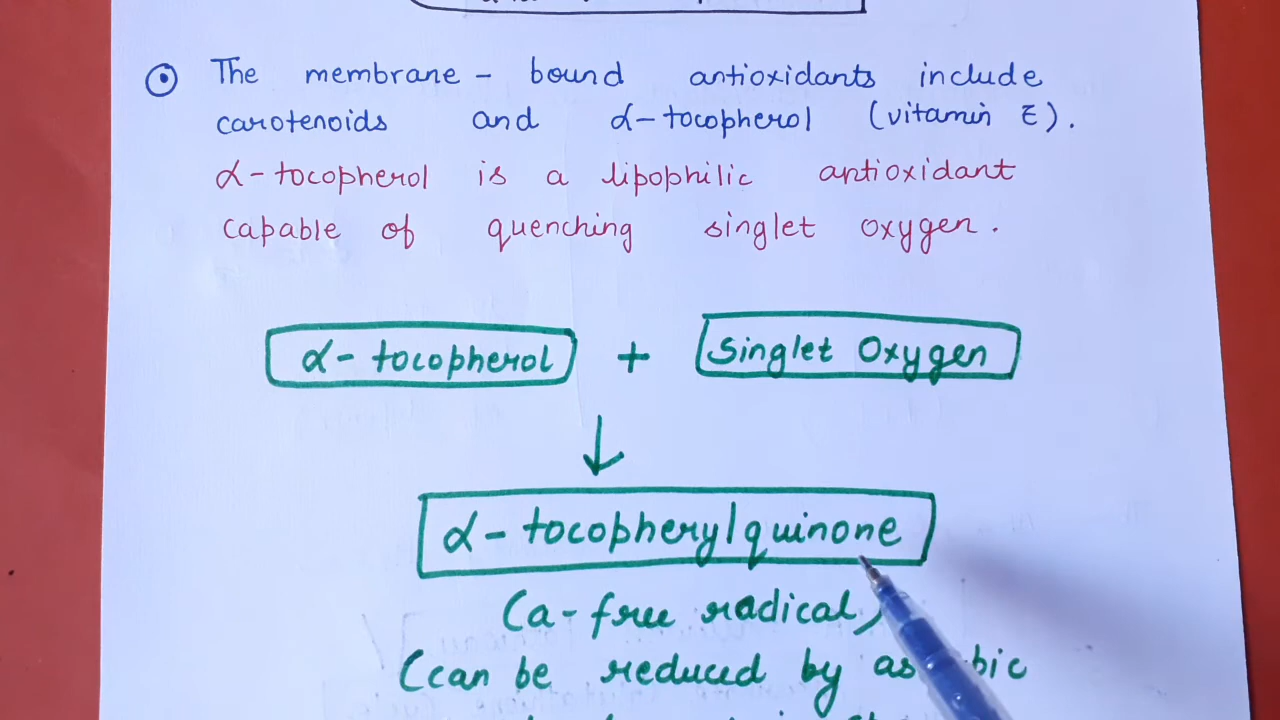 The membrane - bound antioxidants include
carotenoids and α-tocopherol (vitamin E).
α-tocopherol is a lipophilic antioxidant
capable of quenching singlet oxygen.
α- tocopherol + Singlet Oxygen
α- tocopherylquinone
(a- free radical)
(can be reduced by